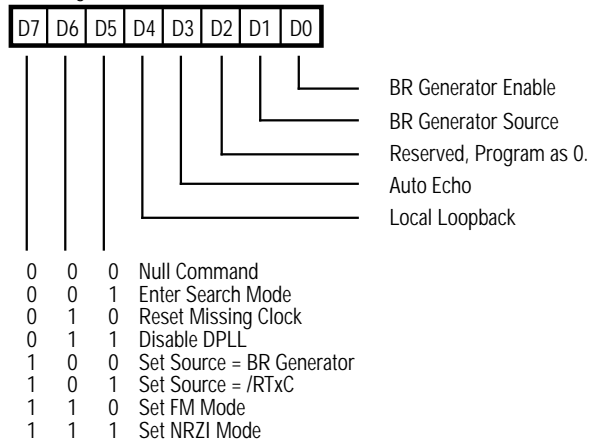 D7 D6 D5 D4 D3 D2 D1 D0
BR Generator Enable
BR Generator Source
Reserved, Program as 0.
Auto Echo
Local Loopback
0 0 0 Null Command
0 0 1 Enter Search Mode
0 1 0 Reset Missing Clock
0 1 1 Disable DPLL
1 0 0 Set Source = BR Generator
1 0 1 Set Source = /RTxC
1 1 0 Set FM Mode
1 1 1 Set NRZI Mode